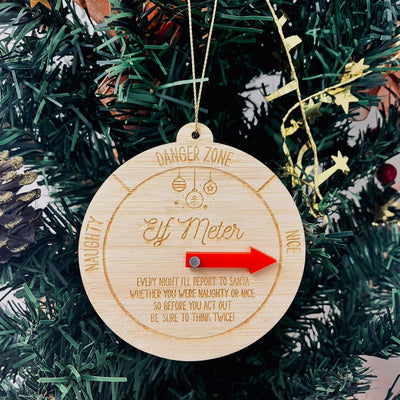 DANGER ZONE
NAUGHTY
NICE
Elf Meter
EVERY NIGHT I'LL REPORT TO SANTA
WHETHER YOU WERE NAUGHTY OR NICE
SO BEFORE YOU ACT OUT
BE SURE TO THINK TWICE!